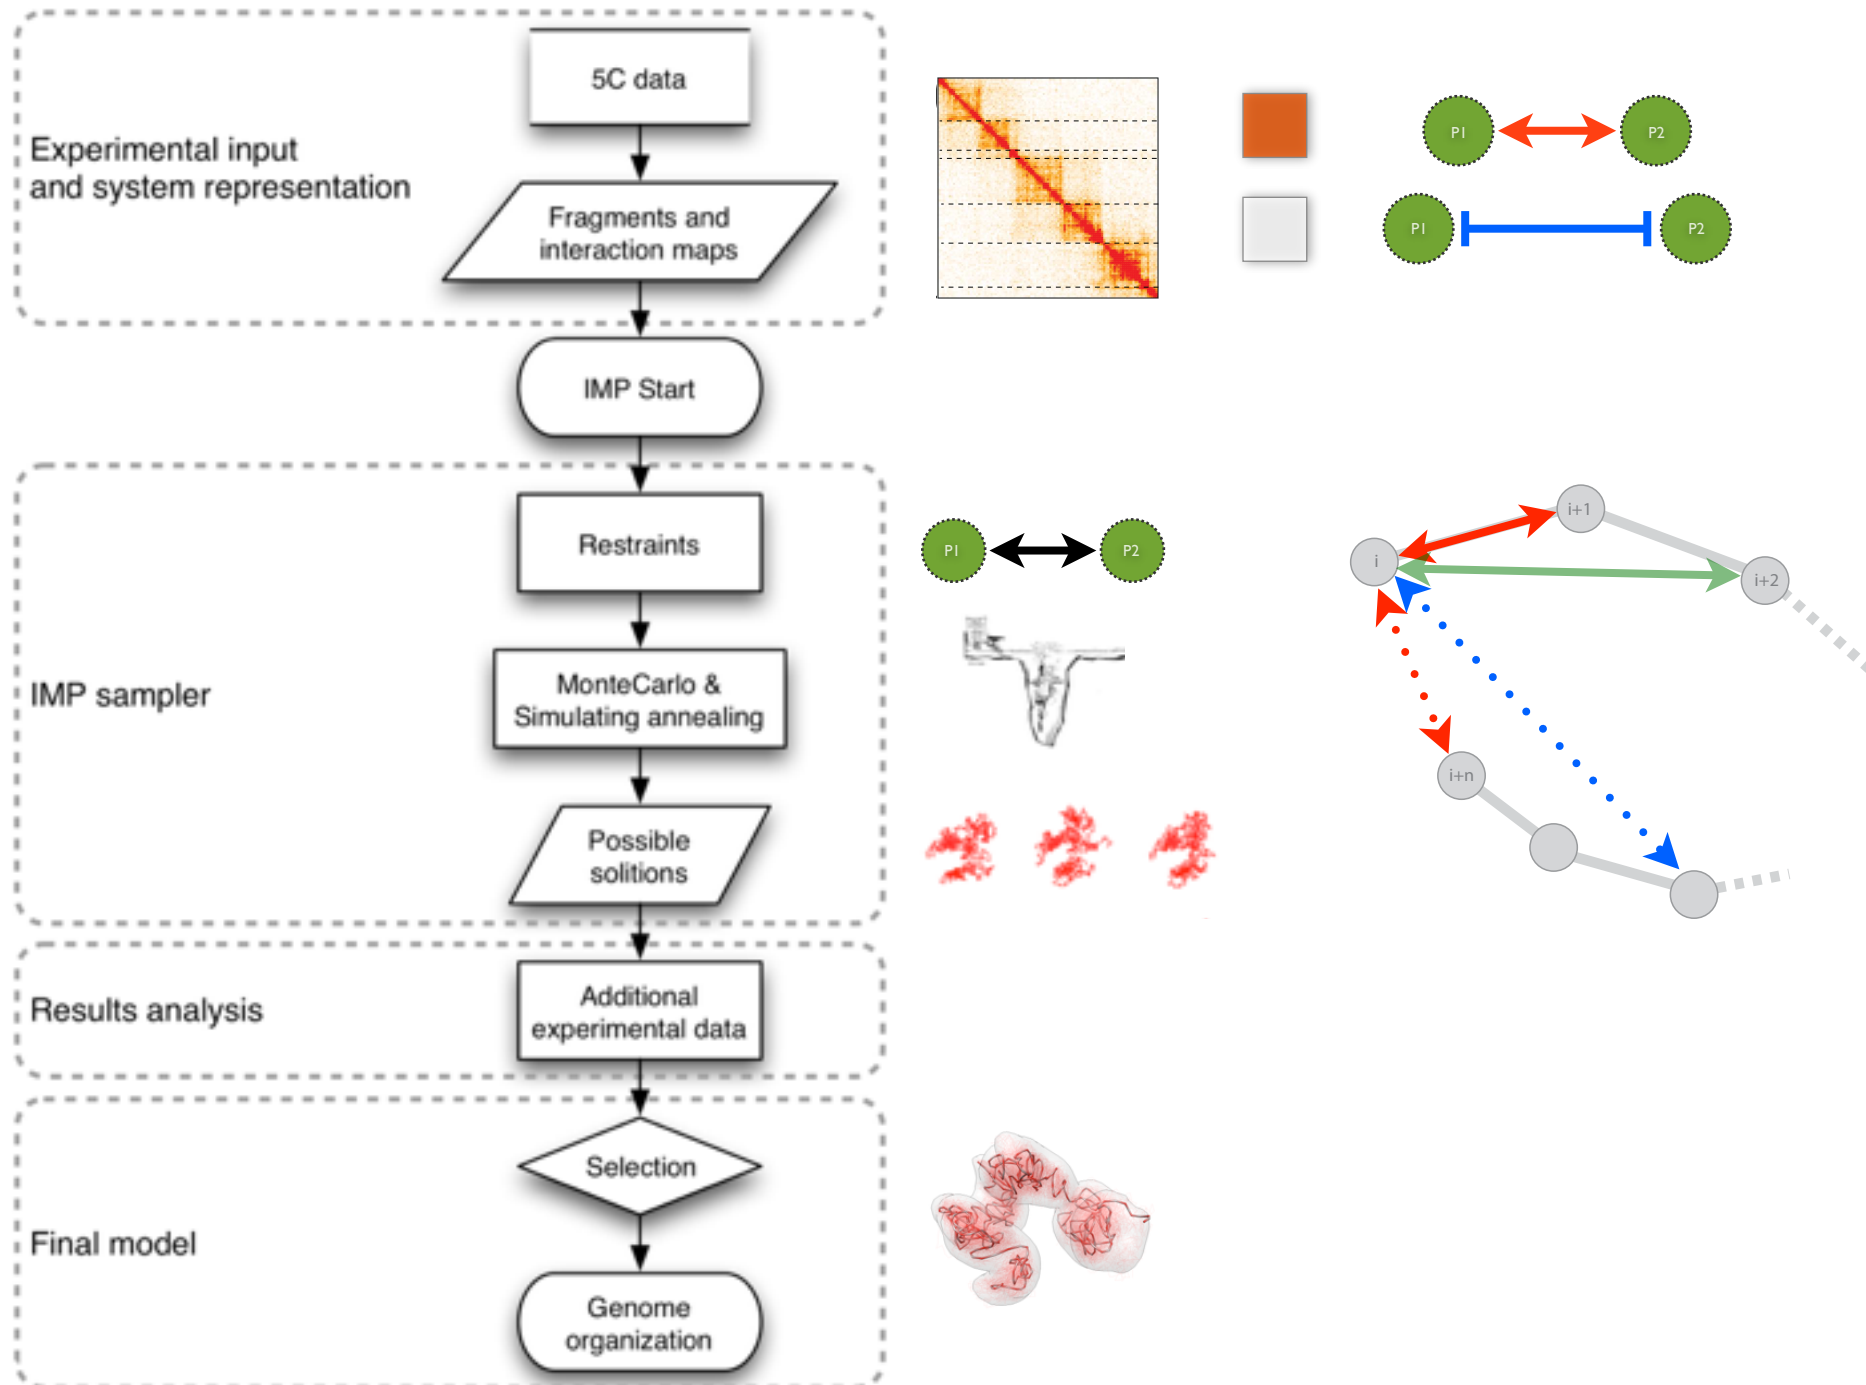 5C data
Experimental input
and system representation
Fragments and
interaction maps
P1
P2
P1
P2
IMP Start
Restraints
P1
P2
i
i+1
i+2
IMP sampler
MonteCarlo &
Simulating annealing
i+n
Possible
solitions
Results analysis
Additional
experimental data
Selection
Final model
Genome
organization